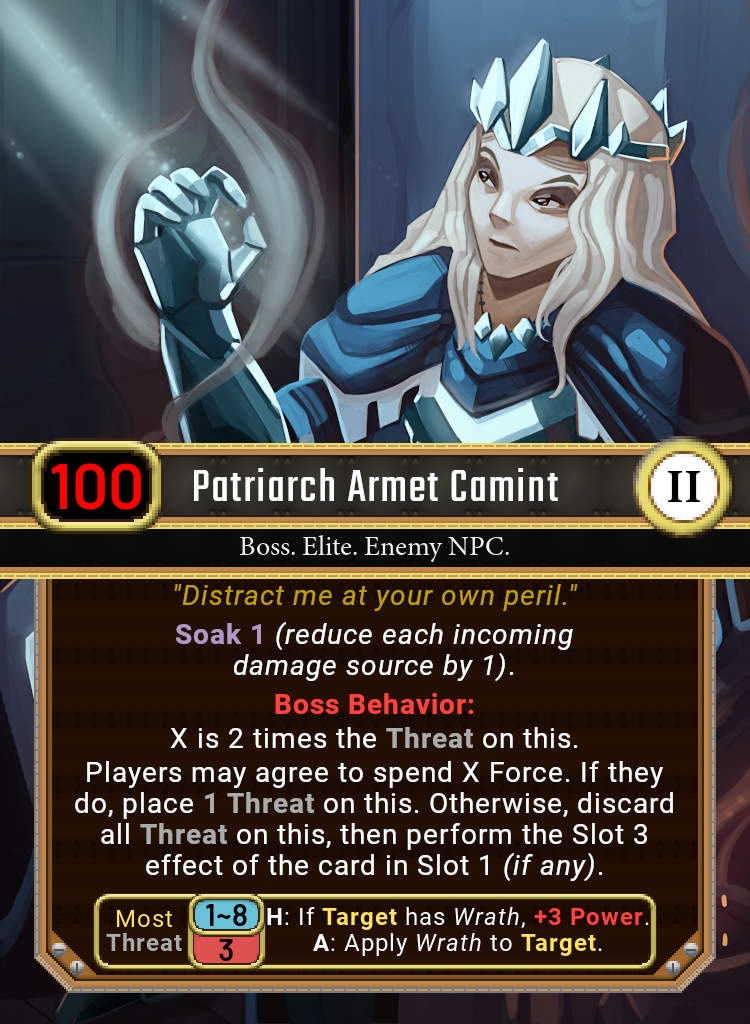 100 Patriarch Armet Camint II
Boss. Elite. Enemy NPC.
"Distract me at your own peril."
Soak 1 (reduce each incoming
damage source by 1).
Boss Behavior:
X is 2 times the Threat on this.
Players may agree to spend X Force. If they
do, place 1 Threat on this. Otherwise, discard
all Threat on this, then perform the Slot 3
effect of the card in Slot 1 (if any).
Most 1~8 H: If Target has Wrath, +3 Power.
Threat 3 A: Apply Wrath to Target.